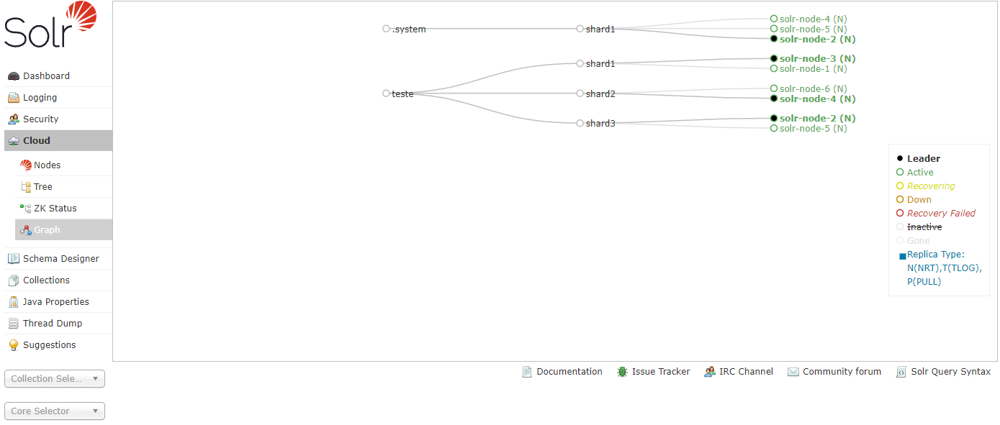 Solr
Dashboard
Logging
Security
Cloud
Nodes
Tree
ZK Status
Graph
Schema Designer
Collections
Java Properties
Thread Dump
Suggestions
Collection Sele...
Core Selector
.system
shard1
solr-node-4 (N)
solr-node-5 (N)
solr-node-2 (N)
teste
shard1
solr-node-3 (N)
solr-node-1 (N)
shard2
solr-node-6 (N)
solr-node-4 (N)
shard3
solr-node-2 (N)
solr-node-5 (N)
Leader
Active
Recovering
Down
Recovery Failed
Inactive
Gone
Replica Type:
N(NRT),T(TLOG),
P(PULL)
Documentation Issue Tracker IRC Channel Community forum Solr Query Syntax